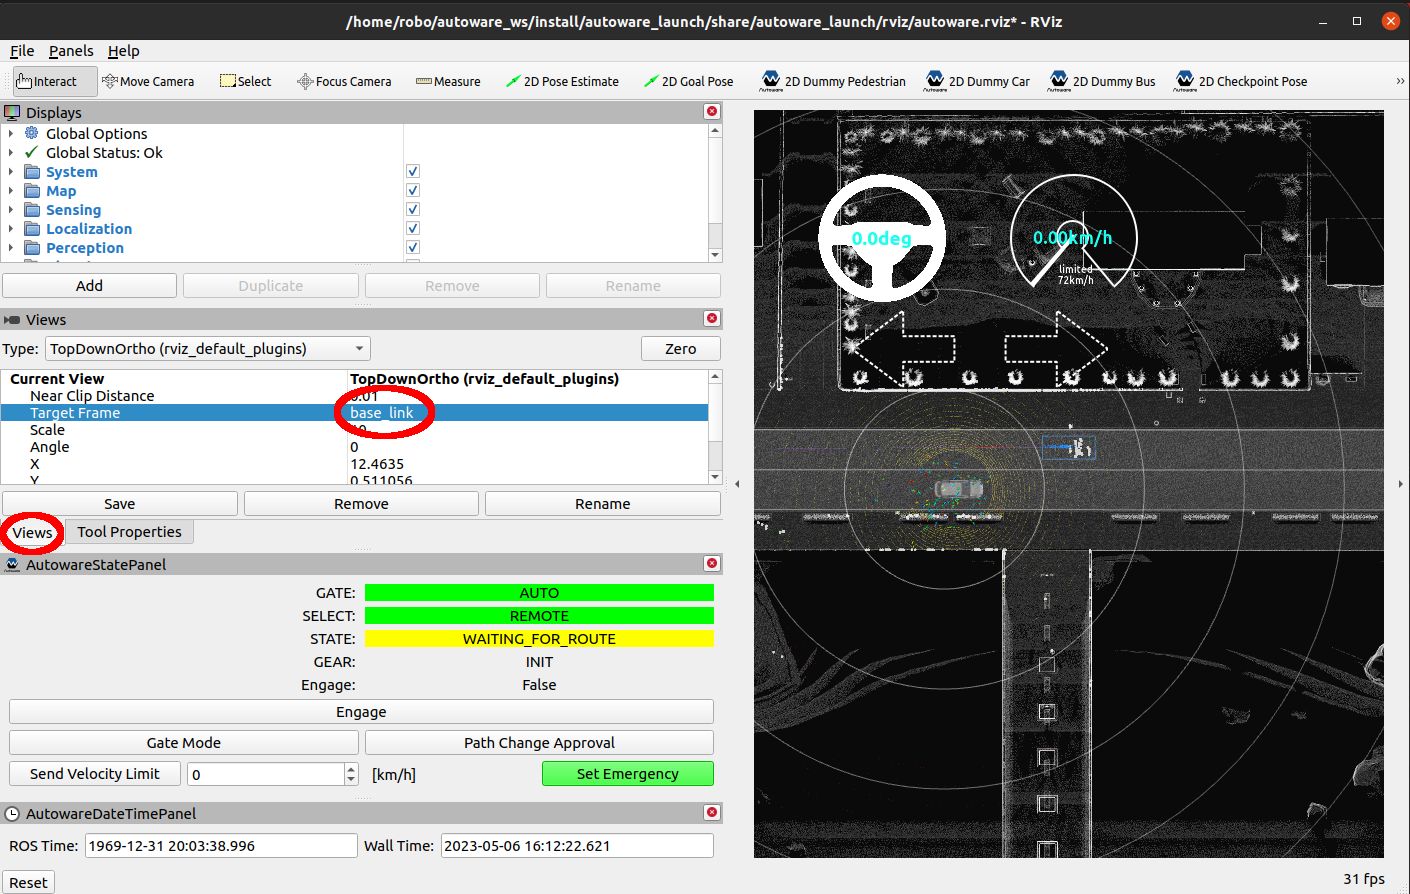 /home/robo/autoware_ws/install/autoware_launch/share/autoware_launch/rviz/autoware.rviz* - RViz
File Panels Help
Interact Move Camera Select Focus Camera Measure 2D Pose Estimate 2D Goal Pose 2D Dummy Pedestrian 2D Dummy Car 2D Dummy Bus 2D Checkpoint Pose »
Displays
Global Options
Global Status: Ok
System
Map
Sensing
Localization
Perception
Add Duplicate Remove Rename
Views
Type: TopDownOrtho (rviz_default_plugins) Zero
Current View TopDownOrtho (rviz_default_plugins)
Near Clip Distance 0.01
Target Frame base_link
Scale
Angle 0
X 12.4635
Y 0.511056
Save Remove Rename
Views Tool Properties
AutowareStatePanel
GATE: AUTO
SELECT: REMOTE
STATE: WAITING_FOR_ROUTE
GEAR: INIT
Engage: False
Engage
Gate Mode Path Change Approval
Send Velocity Limit 0 [km/h] Set Emergency
AutowareDateTimePanel
ROS Time: 1969-12-31 20:03:38.996 Wall Time: 2023-05-06 16:12:22.621
Reset
0.0deg
0.00km/h
limited
72km/h
31 fps